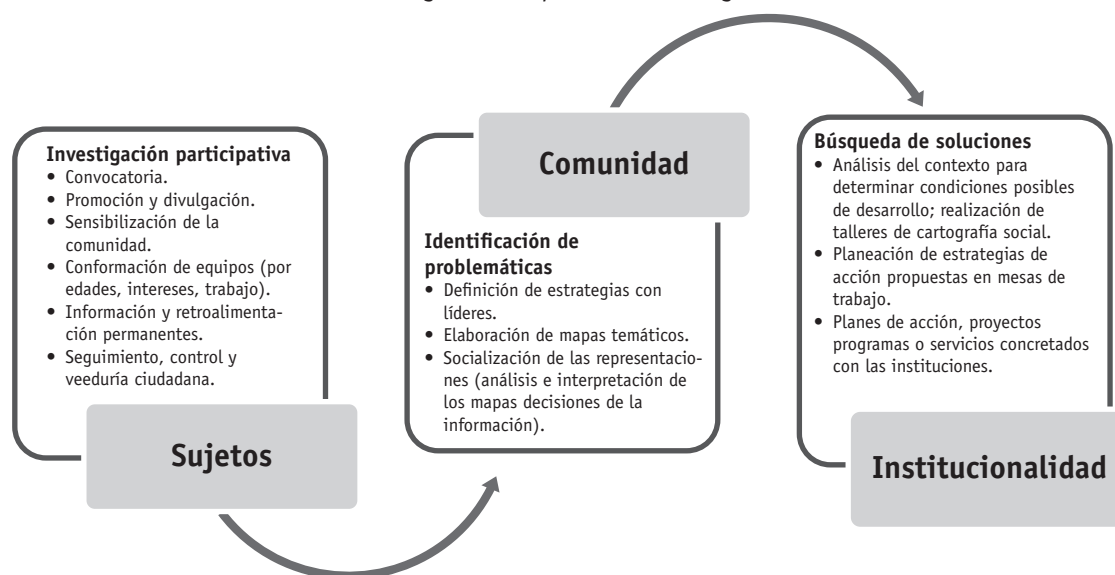 Investigación participativa
• Convocatoria.
• Promoción y divulgación.
• Sensibilización de la
comunidad.
• Conformación de equipos (por
edades, intereses, trabajo).
• Información y retroalimenta-
ción permanentes.
• Seguimiento, control y
veeduría ciudadana.
Sujetos
Comunidad
Identificación de
problemáticas
• Definición de estrategias con
líderes.
• Elaboración de mapas temáticos.
• Socialización de las representacio-
nes (análisis e interpretación de
los mapas decisiones de la
información).
Búsqueda de soluciones
• Análisis del contexto para
determinar condiciones posibles
de desarrollo; realización de
talleres de cartografía social.
• Planeación de estrategias de
acción propuestas en mesas de
trabajo.
• Planes de acción, proyectos
programas o servicios concretados
con las instituciones.
Institucionalidad